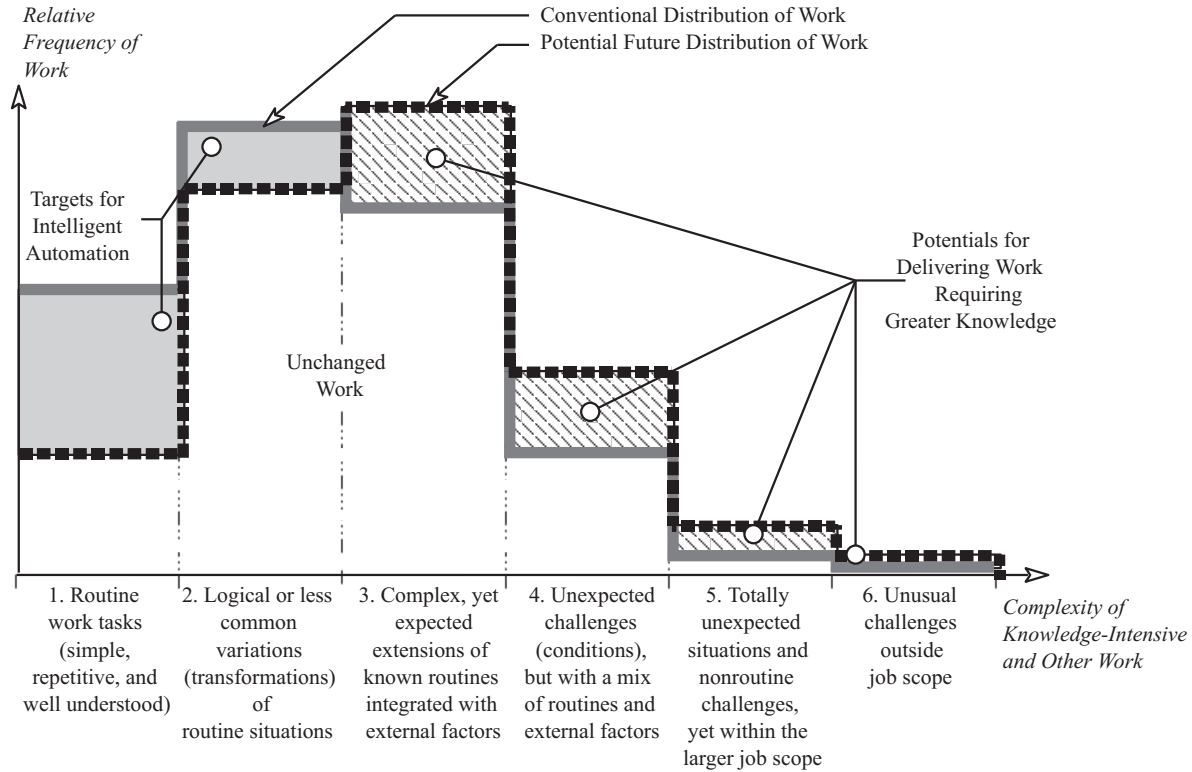 Relative
Frequency of
Work
Conventional Distribution of Work
Potential Future Distribution of Work
Targets for
Intelligent
Automation
Potentials for
Delivering Work
Requiring
Greater Knowledge
Unchanged
Work
1. Routine
work tasks
(simple,
repetitive, and
well understood)
2. Logical or less
common
variations
(transformations)
of
routine situations
3. Complex, yet
expected
extensions of
known routines
integrated with
external factors
4. Unexpected
challenges
(conditions),
but with a mix
of routines and
external factors
5. Totally
unexpected
situations and
nonroutine
challenges,
yet within the
larger job scope
6. Unusual
challenges
outside
job scope
Complexity of
Knowledge-Intensive
and Other Work